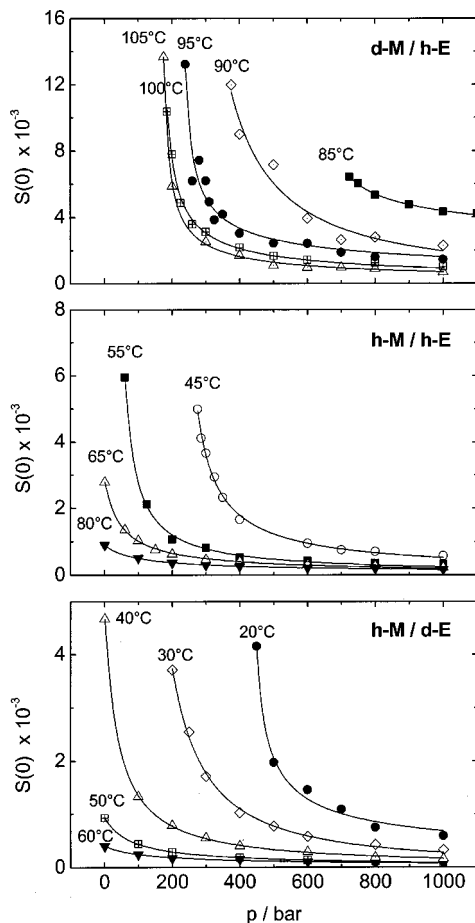 16
12
8
4
0
S(0) x 10⁻³
105°C
95°C
100°C
90°C
85°C
d-M / h-E
8
6
4
2
0
S(0) x 10⁻³
55°C
45°C
65°C
80°C
h-M / h-E
4
2
0
S(0) x 10⁻³
40°C
30°C
20°C
50°C
60°C
h-M / d-E
0 200 400 600 800 1000
p / bar